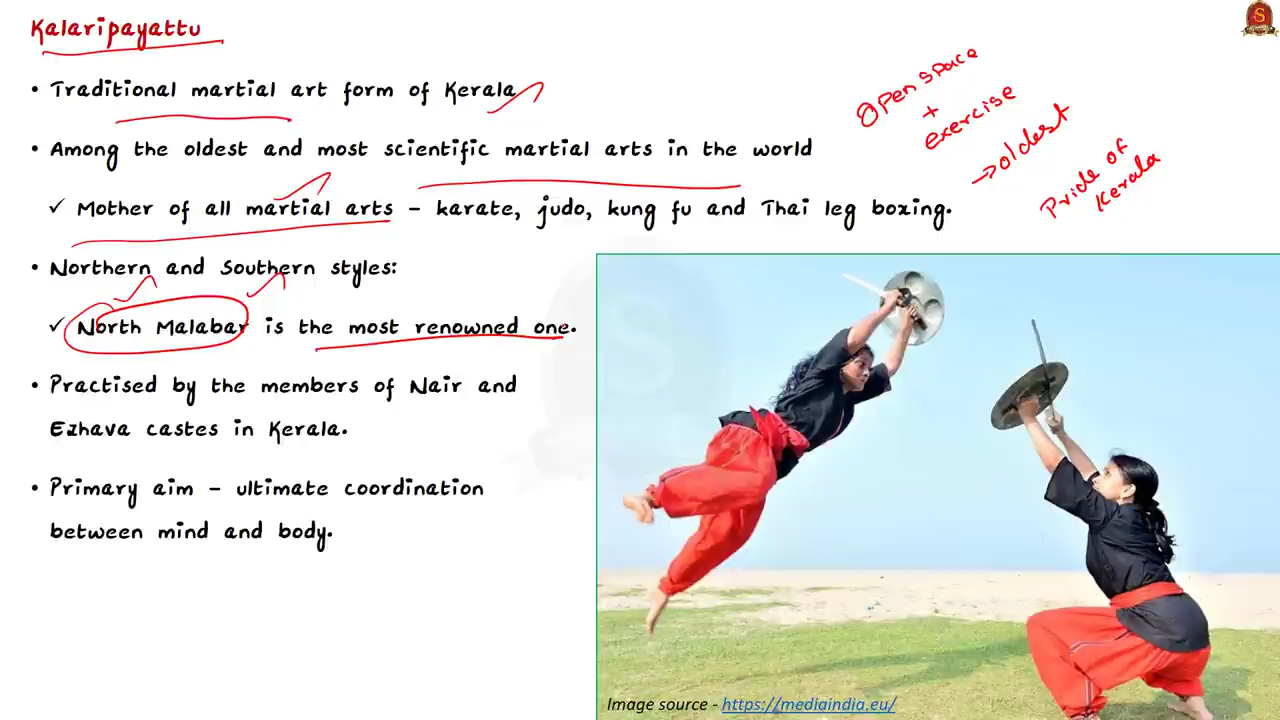 Kalaripayattu
• Traditional martial art form of Kerala
• Among the oldest and most scientific martial arts in the world
✓ Mother of all martial arts – karate, judo, kung fu and Thai leg boxing.
• Northern and Southern styles:
✓ North Malabar is the most renowned one.
• Practised by the members of Nair and
Ezhava castes in Kerala.
• Primary aim – ultimate coordination
between mind and body.
Open space
+
exercise
→ oldest
Pride of
Kerala
S
Image source - https://mediaindia.eu/